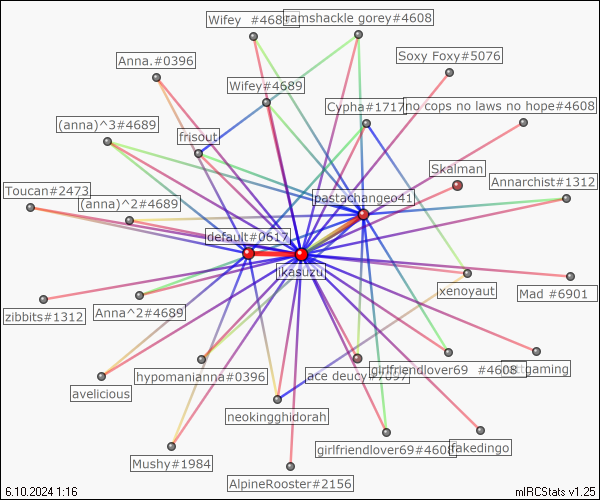 Wifey #4689
ramshackle gorey#4608
Soxy Foxy#5076
Anna.#0396
Wifey#4689
Cypha#1717
no cops no laws no hope#4608
(anna)^3#4689
frisout
Skalman
Annarchist#1312
Toucan#2473
(anna)^2#4689
pastachangeo41
default#0617
ikasuzu
xenoyaut
Mad #6901
zibbits#1312
Anna^2#4689
hypomanianna#0396
ace deucy#7097
girlfriendlover69 #4608
gaming
avelicious
neokingghidorah
Mushy#1984
girlfriendlover69#4608
fakedingo
AlpineRooster#2156
6.10.2024 1:16
mIRCStats v1.25